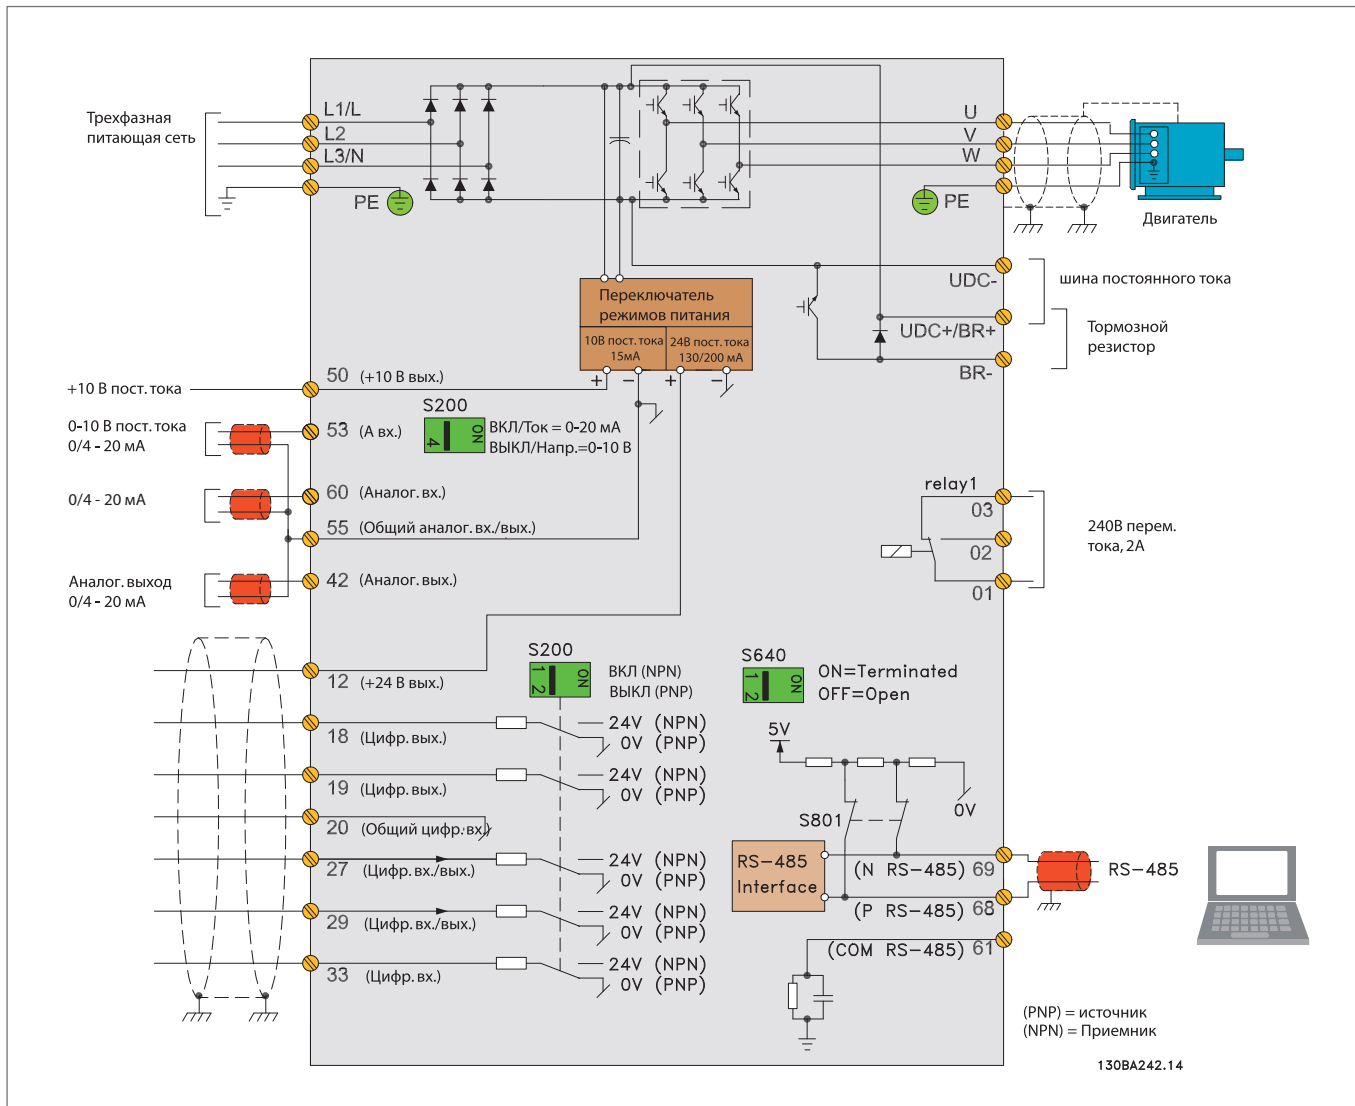 Трехфазная
питающая сеть
L1/L
L2
L3/N
PE
U
V
W
PE
Двигатель
UDC-
шина постоянного тока
UDC+/BR+
Тормозной
резистор
BR-
Переключатель
режимов питания
10В пост. тока
15мА
24В пост. тока
130/200 мА
+ - + -
+10 В пост. тока
50 (+10 В вых.)
0-10 В пост. тока
0/4 - 20 мА
53 (А вх.)
S200
ON
4
ВКЛ/Ток = 0-20 мА
ВЫКЛ/Напр.=0-10 В
0/4 - 20 мА
60 (Аналог. вх.)
55 (Общий аналог. вх./вых.)
Аналог. выход
0/4 - 20 мА
42 (Аналог. вых.)
relay1
03
02
01
240В перем.
тока, 2А
12 (+24 В вых.)
S200
ON
1 2
ВКЛ (NPN)
ВЫКЛ (PNP)
S640
ON
1 2
ON=Terminated
OFF=Open
18 (Цифр. вых.)
24V (NPN)
0V (PNP)
19 (Цифр. вых.)
24V (NPN)
0V (PNP)
20 (Общий цифр. вх.)
27 (Цифр. вх./вых.)
24V (NPN)
0V (PNP)
29 (Цифр. вх./вых.)
24V (NPN)
0V (PNP)
33 (Цифр. вх.)
24V (NPN)
0V (PNP)
5V
0V
S801
RS-485
Interface
(N RS-485) 69
(P RS-485) 68
(COM RS-485) 61
RS-485
(PNP) = источник
(NPN) = Приемник
130BA242.14